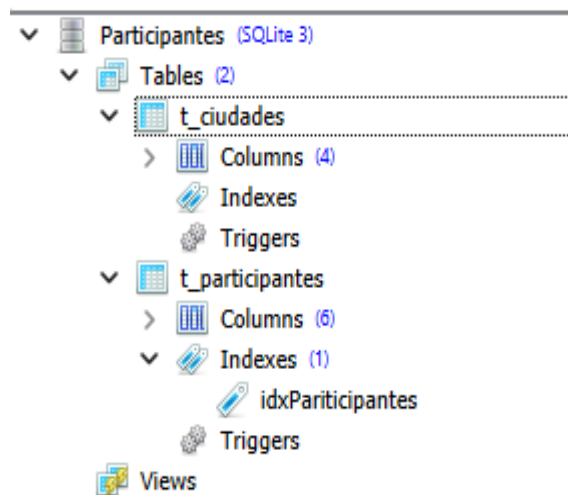 Participantes (SQLite 3)
Tables (2)
t_ciudades
Columns (4)
Indexes
Triggers
t_participantes
Columns (6)
Indexes (1)
idxPariticipantes
Triggers
Views